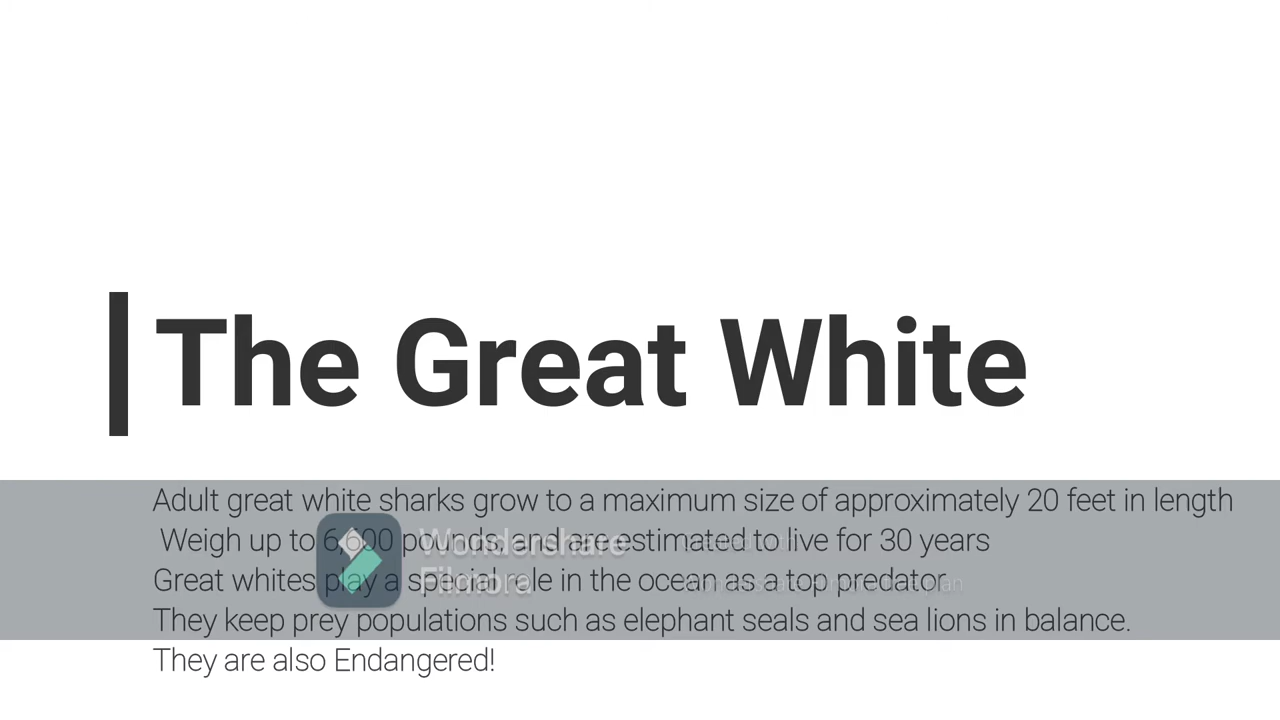 The Great White
Adult great white sharks grow to a maximum size of approximately 20 feet in length
Weigh up to 6,600 pounds, and are estimated to live for 30 years
Great whites play a special role in the ocean as a top predator
They keep prey populations such as elephant seals and sea lions in balance.
They are also Endangered!
Wondershare
Filmora